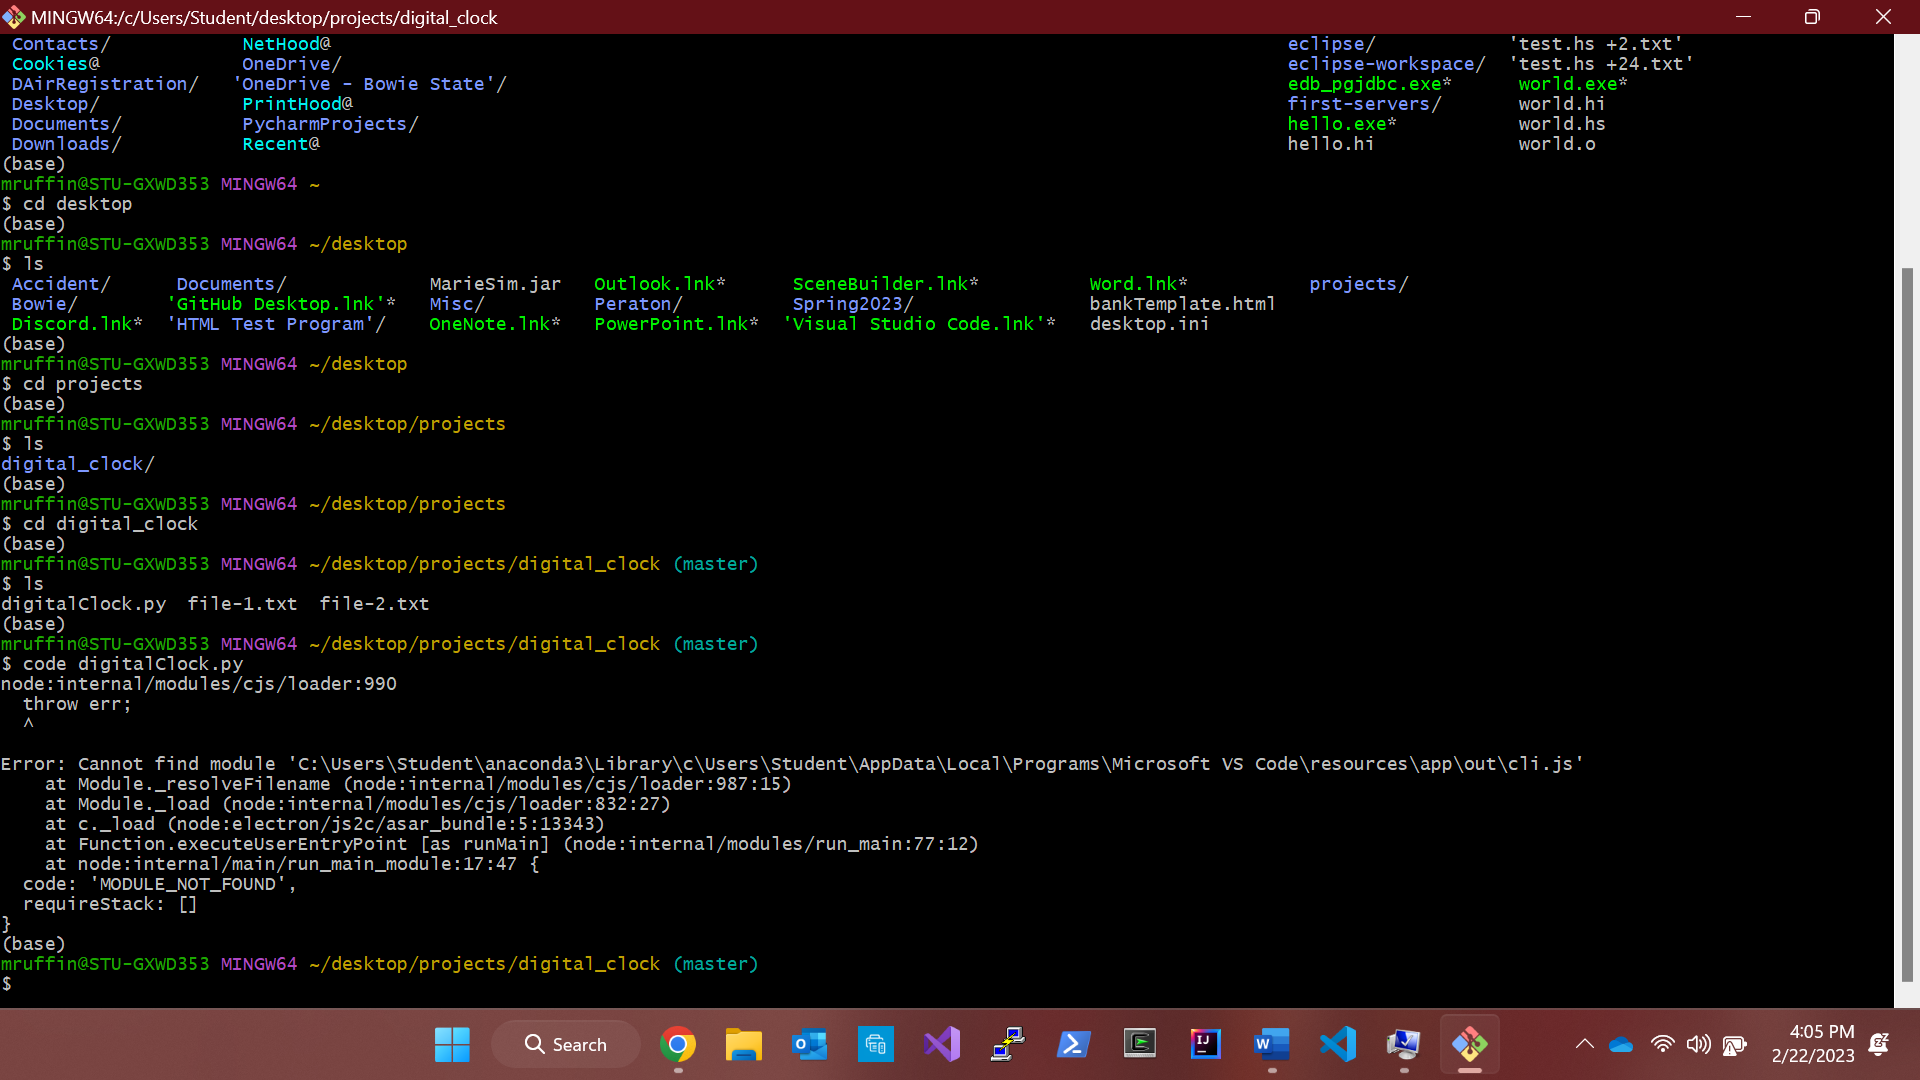 MINGW64:/c/Users/Student/desktop/projects/digital_clock
Contacts/ NetHood@ eclipse/ 'test.hs +2.txt'
Cookies@ OneDrive/ eclipse-workspace/ 'test.hs +24.txt'
DAirRegistration/ 'OneDrive - Bowie State'/ edb_pgjdbc.exe* world.exe*
Desktop/ PrintHood@ first-servers/ world.hi
Documents/ PycharmProjects/ hello.exe* world.hs
Downloads/ Recent@ hello.hi world.o
(base)
mruffin@STU-GXWD353 MINGW64 ~
$ cd desktop
(base)
mruffin@STU-GXWD353 MINGW64 ~/desktop
$ ls
Accident/ Documents/ MarieSim.jar Outlook.lnk* SceneBuilder.lnk* Word.lnk* projects/
Bowie/ 'GitHub Desktop.lnk'* Misc/ Peraton/ Spring2023/ bankTemplate.html
Discord.lnk* 'HTML Test Program'/ OneNote.lnk* PowerPoint.lnk* 'Visual Studio Code.lnk'* desktop.ini
(base)
mruffin@STU-GXWD353 MINGW64 ~/desktop
$ cd projects
(base)
mruffin@STU-GXWD353 MINGW64 ~/desktop/projects
$ ls
digital_clock/
(base)
mruffin@STU-GXWD353 MINGW64 ~/desktop/projects
$ cd digital_clock
(base)
mruffin@STU-GXWD353 MINGW64 ~/desktop/projects/digital_clock (master)
$ ls
digitalClock.py file-1.txt file-2.txt
(base)
mruffin@STU-GXWD353 MINGW64 ~/desktop/projects/digital_clock (master)
$ code digitalClock.py
node:internal/modules/cjs/loader:990
throw err;
^
Error: Cannot find module 'C:\Users\Student\anaconda3\Library\c\Users\Student\AppData\Local\Programs\Microsoft VS Code\resources\app\out\cli.js'
at Module._resolveFilename (node:internal/modules/cjs/loader:987:15)
at Module._load (node:internal/modules/cjs/loader:832:27)
at c._load (node:electron/js2c/asar_bundle:5:13343)
at Function.executeUserEntryPoint [as runMain] (node:internal/modules/run_main:77:12)
at node:internal/main/run_main_module:17:47 {
code: 'MODULE_NOT_FOUND',
requireStack: []
}
(base)
mruffin@STU-GXWD353 MINGW64 ~/desktop/projects/digital_clock (master)
$
Search
4:05 PM
2/22/2023